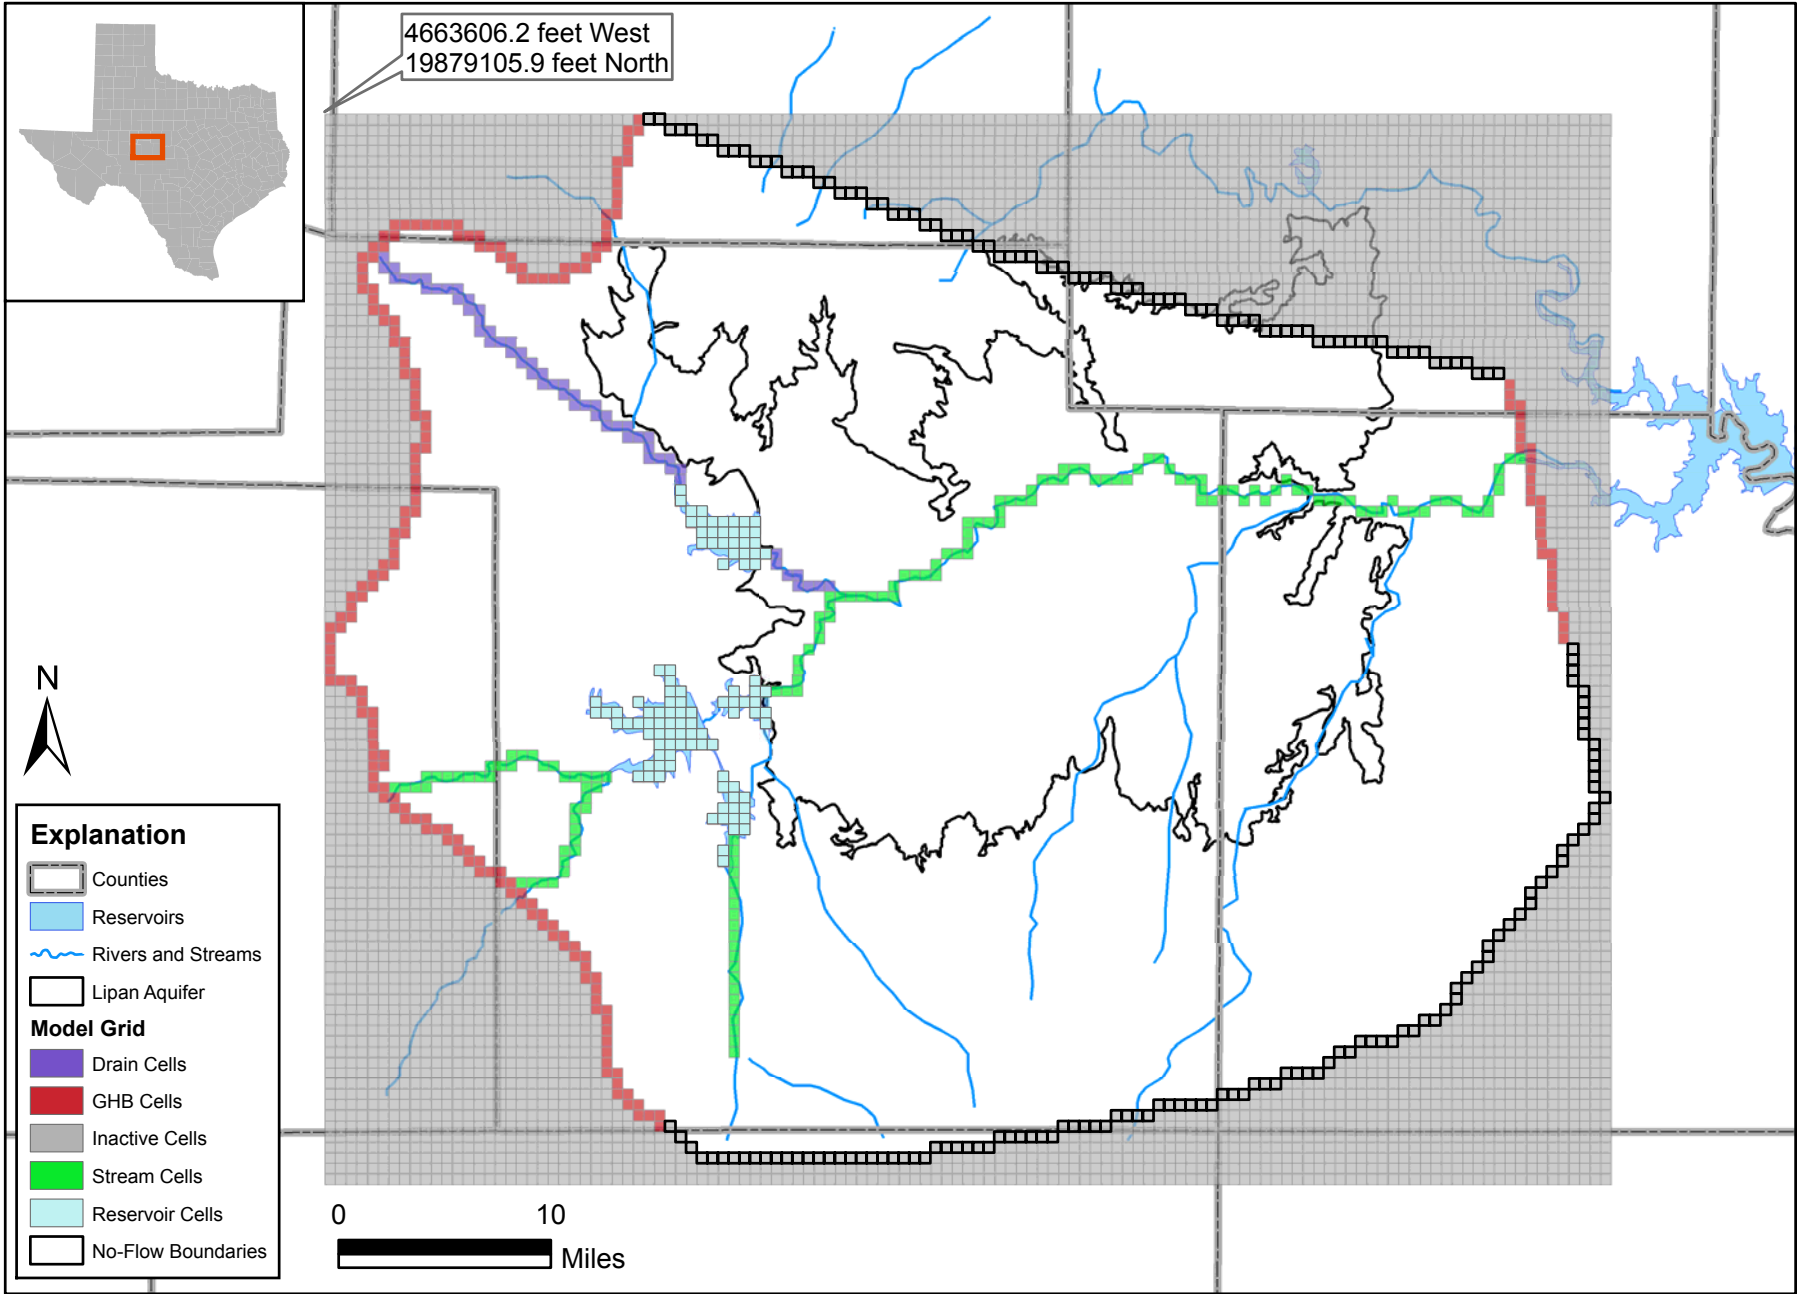 4663606.2 feet West
19879105.9 feet North
N
Explanation
Counties
Reservoirs
Rivers and Streams
Lipan Aquifer
Model Grid
Drain Cells
GHB Cells
Inactive Cells
Stream Cells
Reservoir Cells
No-Flow Boundaries
0 10
Miles